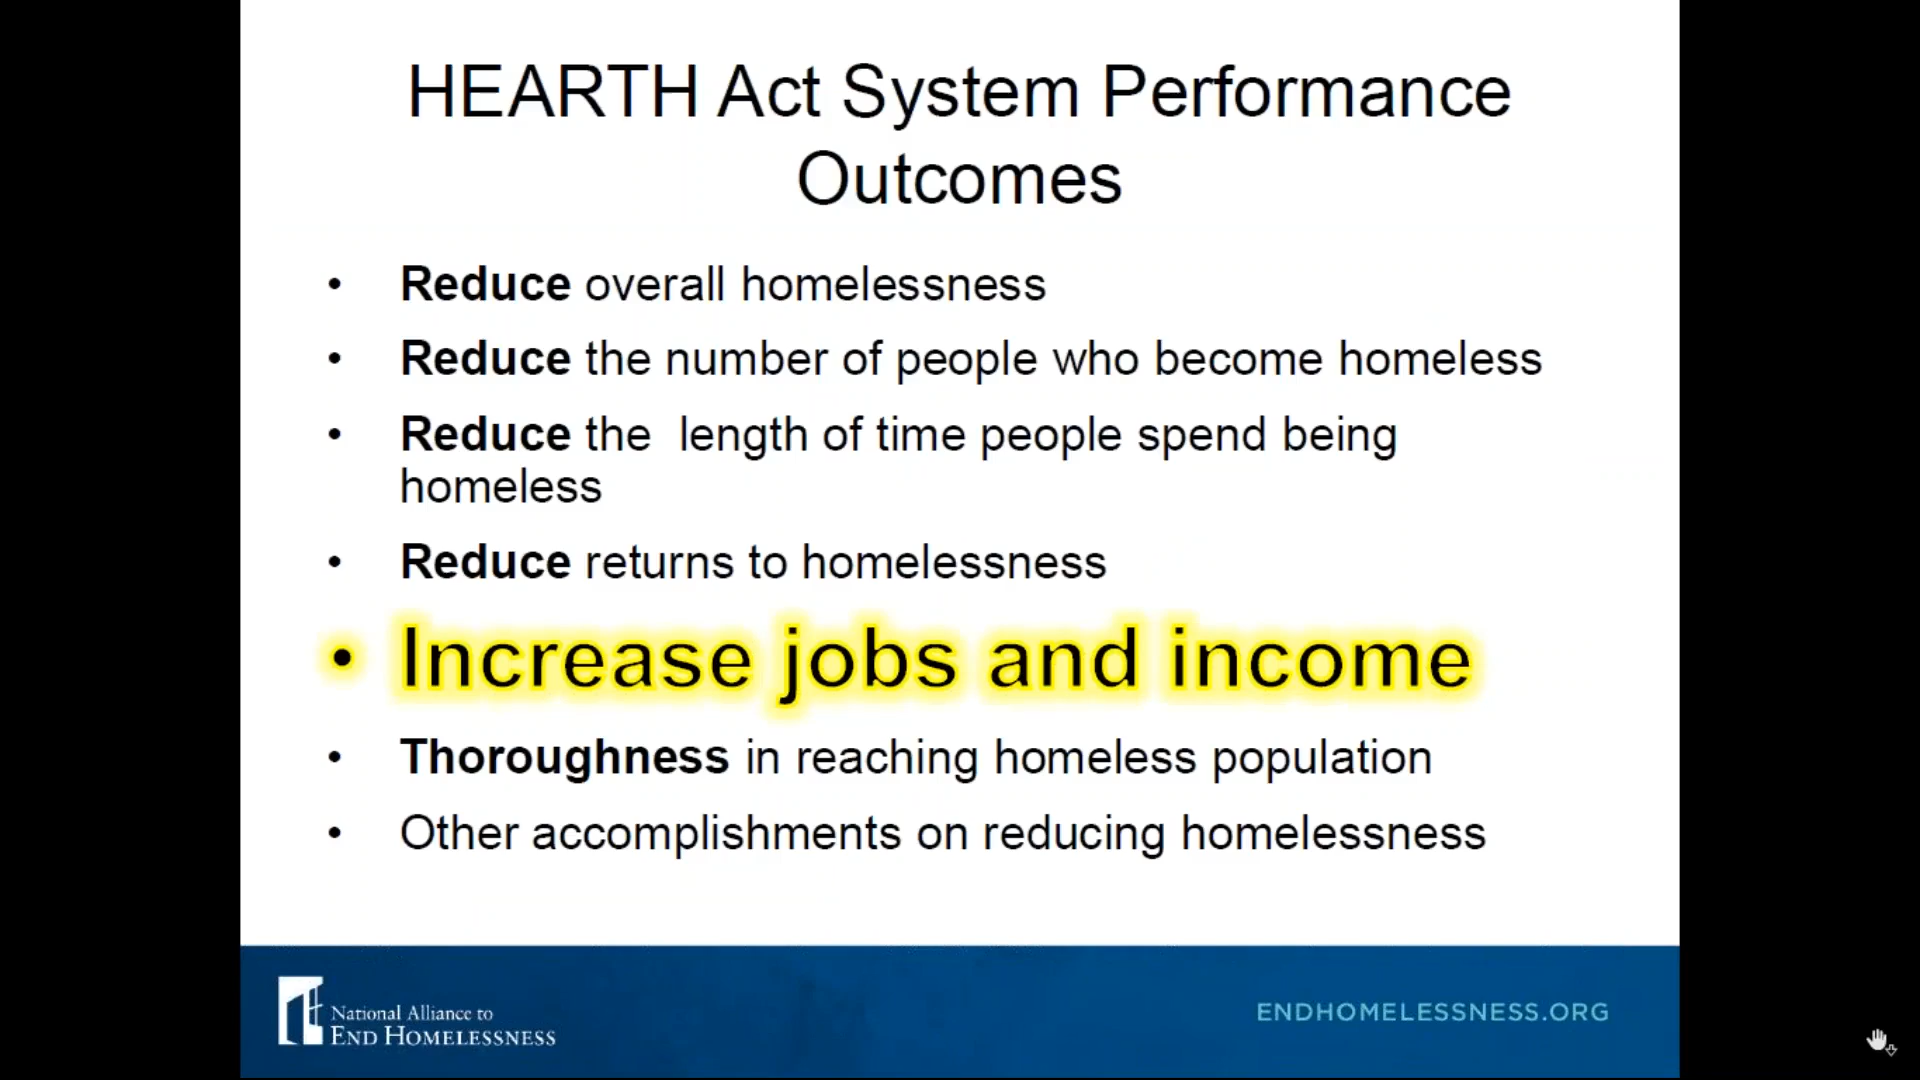 HEARTH Act System Performance
Outcomes
• Reduce overall homelessness
• Reduce the number of people who become homeless
• Reduce the  length of time people spend being
homeless
• Reduce returns to homelessness
• Increase jobs and income
• Thoroughness in reaching homeless population
• Other accomplishments on reducing homelessness
National Alliance to
END HOMELESSNESS
ENDHOMELESSNESS.ORG